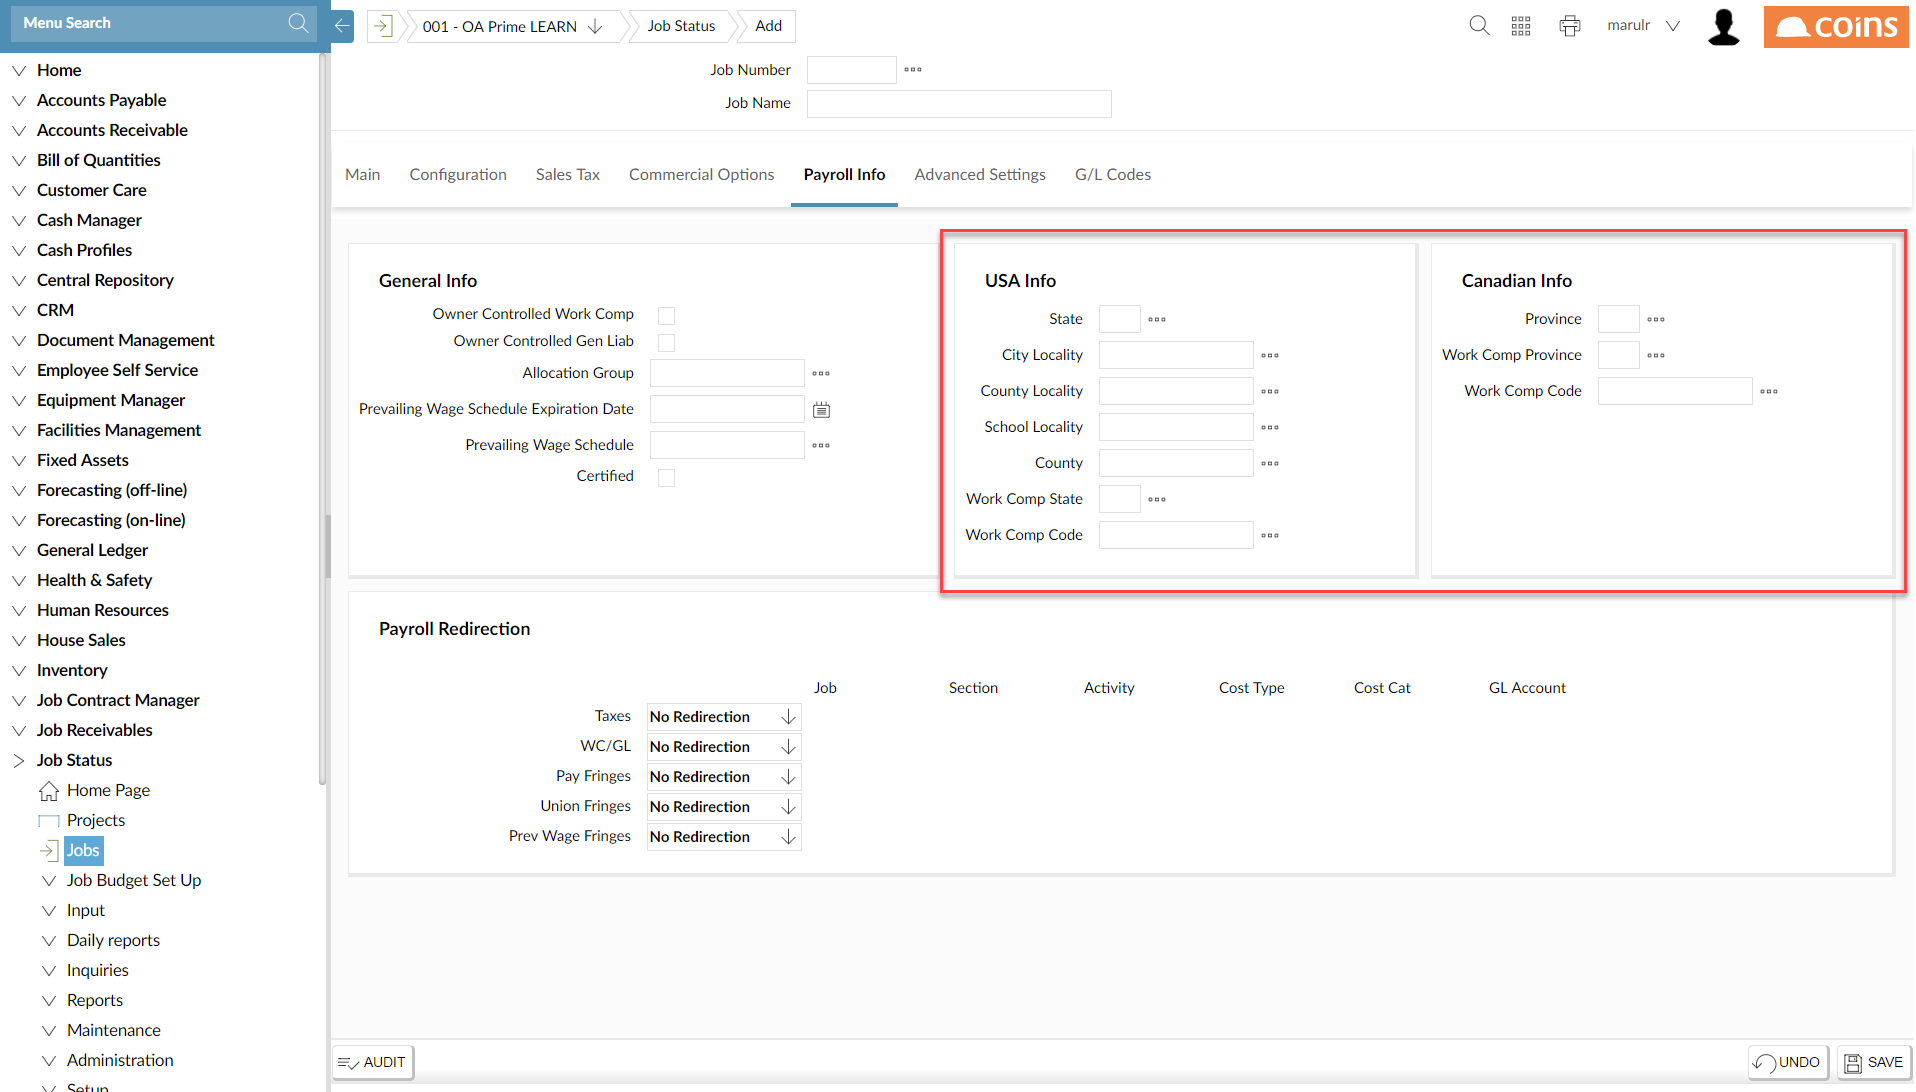 Menu Search
001 - OA Prime LEARN
Job Status
Add
marulr
coins
Home
Accounts Payable
Accounts Receivable
Bill of Quantities
Customer Care
Cash Manager
Cash Profiles
Central Repository
CRM
Document Management
Employee Self Service
Equipment Manager
Facilities Management
Fixed Assets
Forecasting (off-line)
Forecasting (on-line)
General Ledger
Health & Safety
Human Resources
House Sales
Inventory
Job Contract Manager
Job Receivables
Job Status
Home Page
Projects
Jobs
Job Budget Set Up
Input
Daily reports
Inquiries
Reports
Maintenance
Administration
Setup
Job Number
Job Name
Main
Configuration
Sales Tax
Commercial Options
Payroll Info
Advanced Settings
G/L Codes
General Info
Owner Controlled Work Comp
Owner Controlled Gen Liab
Allocation Group
Prevailing Wage Schedule Expiration Date
Prevailing Wage Schedule
Certified
USA Info
State
City Locality
County Locality
School Locality
County
Work Comp State
Work Comp Code
Canadian Info
Province
Work Comp Province
Work Comp Code
Payroll Redirection
Job Section Activity Cost Type Cost Cat GL Account
Taxes No Redirection
WC/GL No Redirection
Pay Fringes No Redirection
Union Fringes No Redirection
Prev Wage Fringes No Redirection
AUDIT
UNDO
SAVE